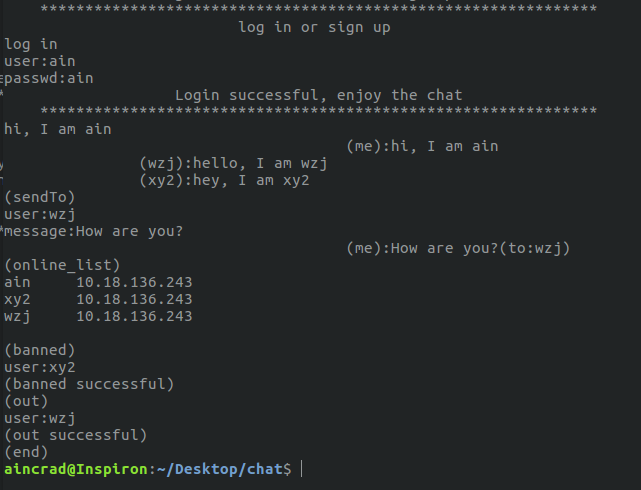 **************************************************************
log in or sign up
log in
user:ain
passwd:ain
Login successful, enjoy the chat
**************************************************************
hi, I am ain
(me):hi, I am ain
(wzj):hello, I am wzj
(xy2):hey, I am xy2
(sendTo)
user:wzj
message:How are you?
(me):How are you?(to:wzj)
(online_list)
ain 10.18.136.243
xy2 10.18.136.243
wzj 10.18.136.243
(banned)
user:xy2
(banned successful)
(out)
user:wzj
(out successful)
(end)
aincrad@Inspiron:~/Desktop/chat$